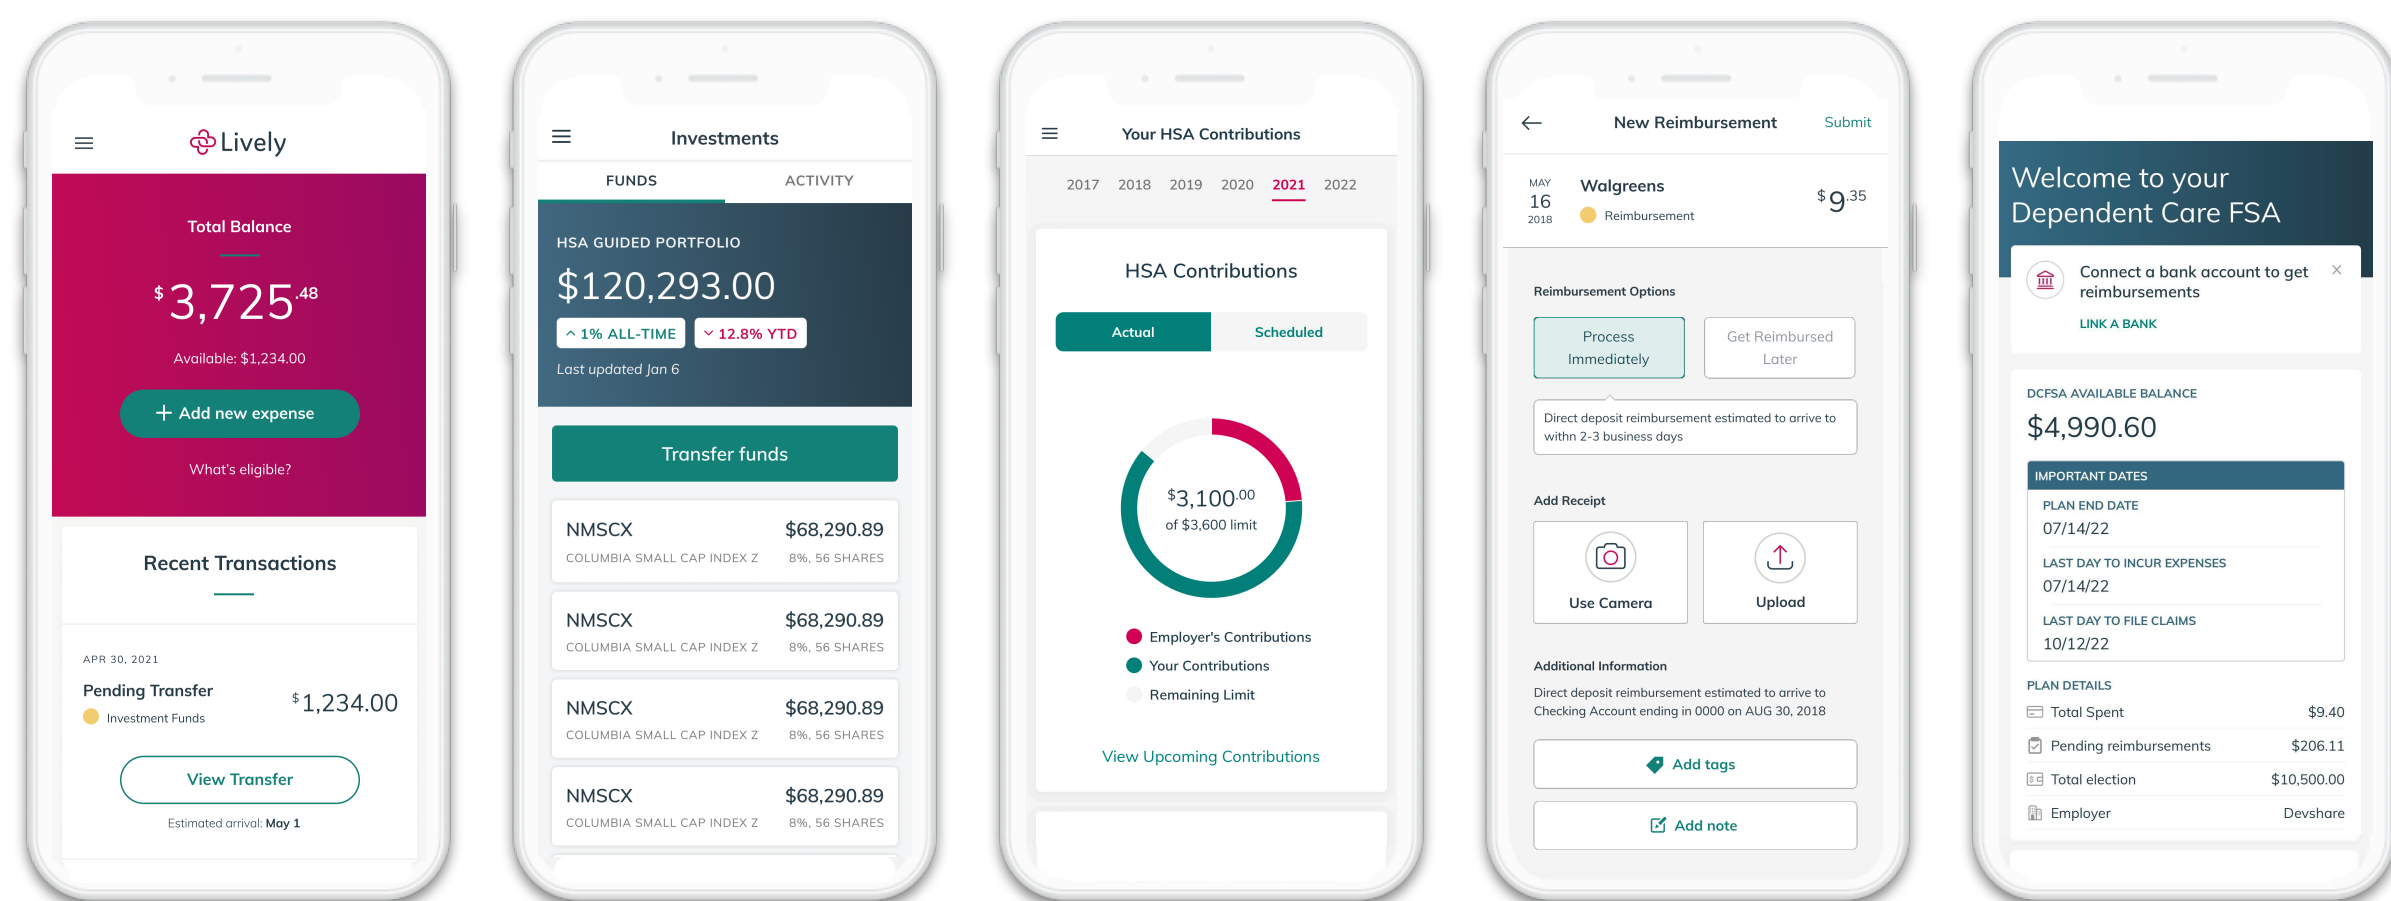 Lively
Total Balance
$3,725.48
Available: $1,234.00
+ Add new expense
What's eligible?
Recent Transactions
APR 30, 2021
Pending Transfer
Investment Funds
$1,234.00
View Transfer
Estimated arrival: May 1
Investments
FUNDS ACTIVITY
HSA GUIDED PORTFOLIO
$120,293.00
1% ALL-TIME 12.8% YTD
Last updated Jan 6
Transfer funds
NMSCX $68,290.89
COLUMBIA SMALL CAP INDEX Z 8%, 56 SHARES
NMSCX $68,290.89
COLUMBIA SMALL CAP INDEX Z 8%, 56 SHARES
NMSCX $68,290.89
COLUMBIA SMALL CAP INDEX Z 8%, 56 SHARES
NMSCX $68,290.89
COLUMBIA SMALL CAP INDEX Z 8%, 56 SHARES
Your HSA Contributions
2017 2018 2019 2020 2021 2022
HSA Contributions
Actual Scheduled
$3,100.00
of $3,600 limit
Employer's Contributions
Your Contributions
Remaining Limit
View Upcoming Contributions
New Reimbursement Submit
MAY
16
2018
Walgreens
Reimbursement
$9.35
Reimbursement Options
Process
Immediately
Get Reimbursed
Later
Direct deposit reimbursement estimated to arrive to
withn 2-3 business days
Add Receipt
Use Camera Upload
Additional Information
Direct deposit reimbursement estimated to arrive to
Checking Account ending in 0000 on AUG 30, 2018
Add tags
Add note
Welcome to your
Dependent Care FSA
Connect a bank account to get
reimbursements
LINK A BANK
DCFSA AVAILABLE BALANCE
$4,990.60
IMPORTANT DATES
PLAN END DATE
07/14/22
LAST DAY TO INCUR EXPENSES
07/14/22
LAST DAY TO FILE CLAIMS
10/12/22
PLAN DETAILS
Total Spent $9.40
Pending reimbursements $206.11
Total election $10,500.00
Employer Devshare